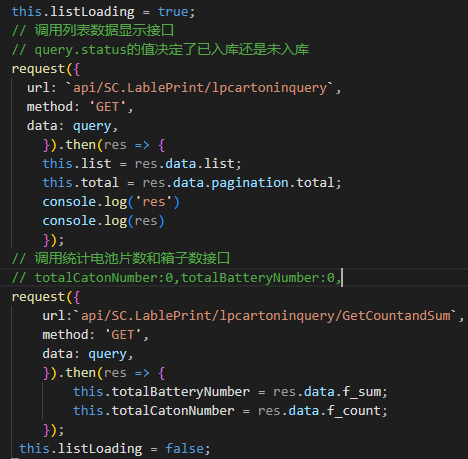 this.listLoading = true;
// 调用列表数据显示接口
// query.status的值决定了已入库还是未入库
request({
url: `api/SC.LablePrint/lpcartoninquery`,
method: 'GET',
data: query,
}).then(res => {
this.list = res.data.list;
this.total = res.data.pagination.total;
console.log('res')
console.log(res)
});
// 调用统计电池片数和箱子数接口
// totalCatonNumber:0,totalBatteryNumber:0,
request({
url:`api/SC.LablePrint/lpcartoninquery/GetCountandSum`,
method: 'GET',
data: query,
}).then(res => {
this.totalBatteryNumber = res.data.f_sum;
this.totalCatonNumber = res.data.f_count;
});
this.listLoading = false;